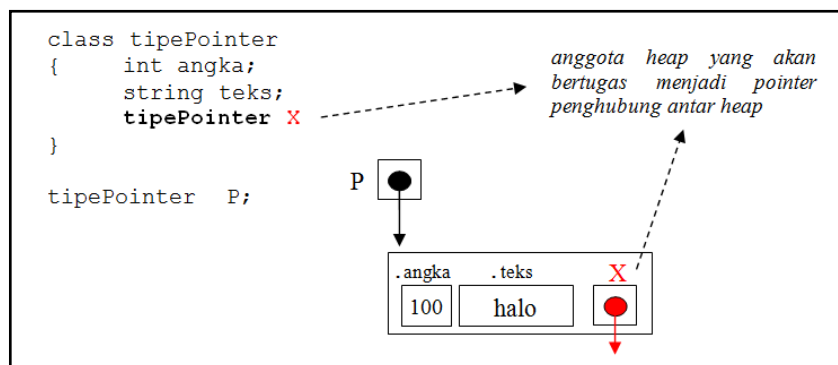 class tipePointer
{ int angka;
string teks;
tipePointer X
}
tipePointer P;
anggota heap yang akan
bertugas menjadi pointer
penghubung antar heap
P
.angka .teks X
100 halo